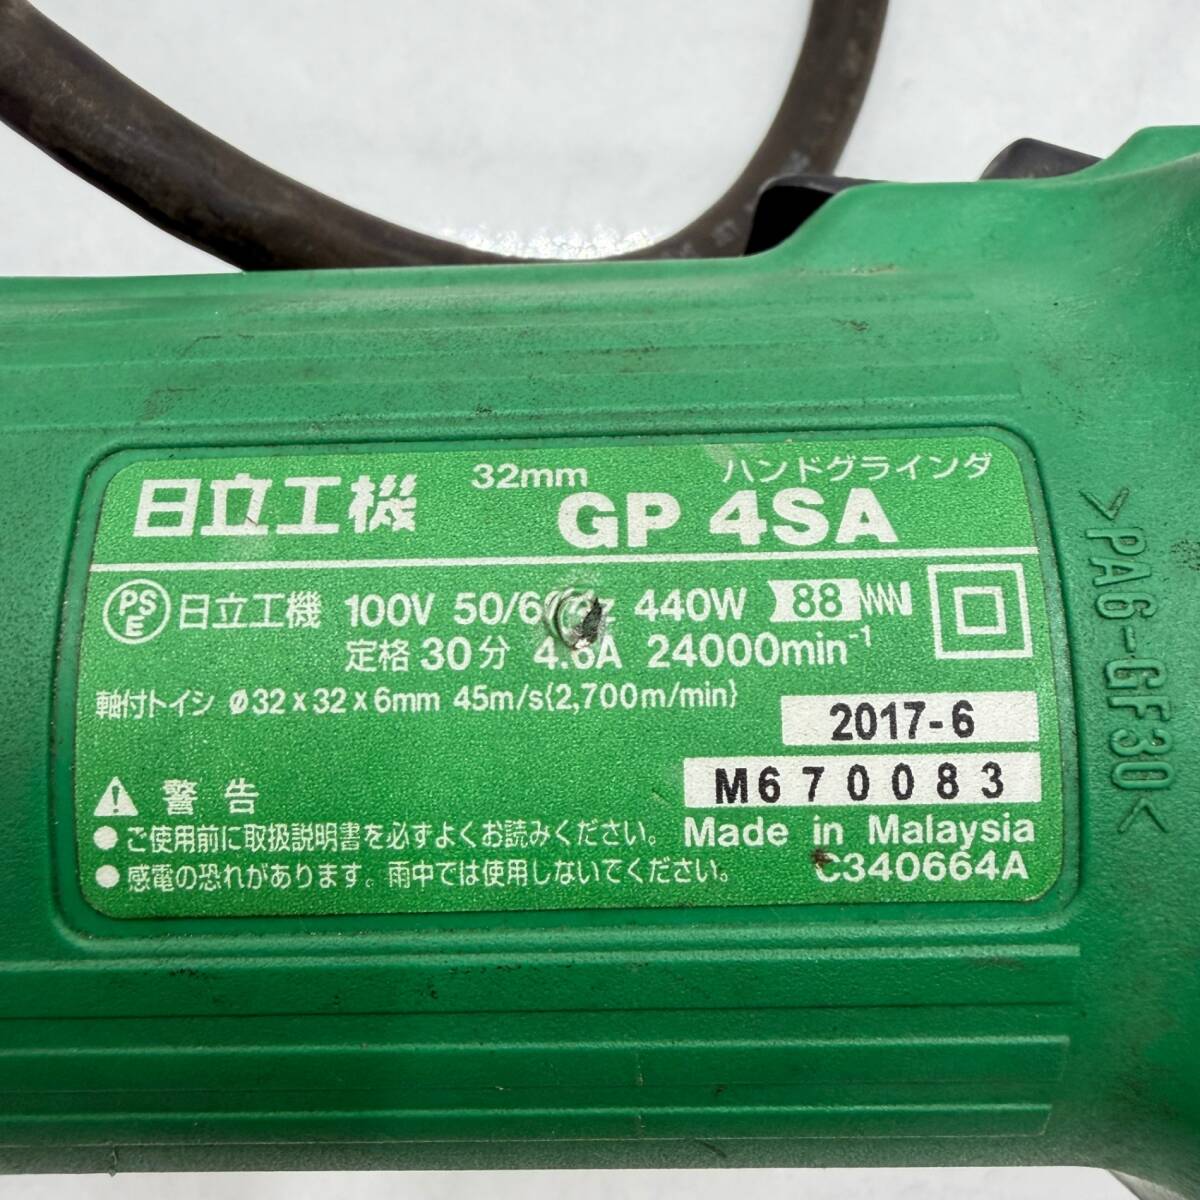 日立工機 32mm ハンドグラインダ
GP 4SA
PSE 日立工機 100V 440W 88
定格30分 4.6A 24000min⁻¹
軸付トイシ ø32×32×6mm 45m/s{2,700m/min}
2017-6
M670083
⚠ 警告
●ご使用前に取扱説明書を必ずよくお読みください。
●感電の恐れがあります。雨中では使用しないでください。
Made in Malaysia
C340664A
>PA6-GF30<